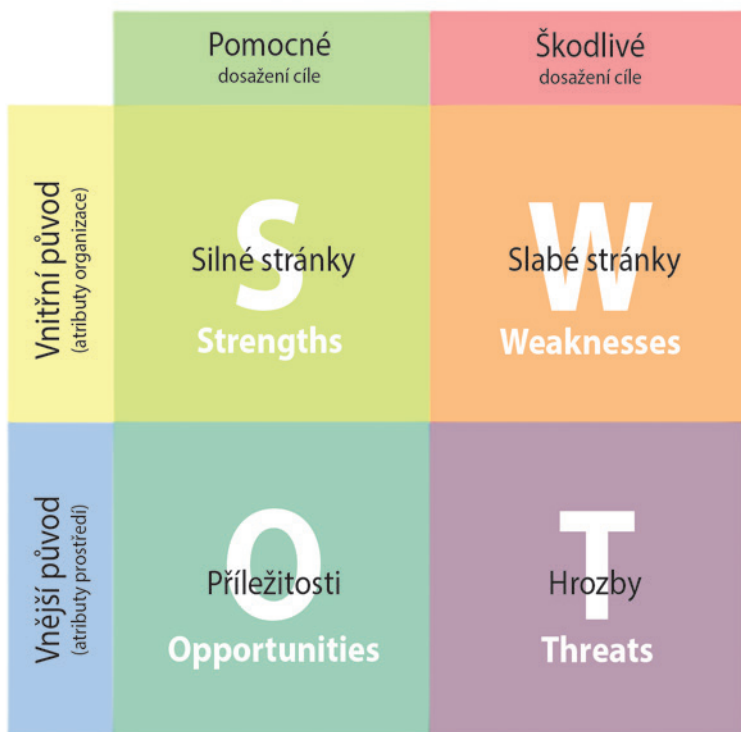 Pomocné
dosažení cíle
Škodlivé
dosažení cíle
Vnitřní původ
(atributy organizace)
S
Silné stránky
Strengths
W
Slabé stránky
Weaknesses
Vnější původ
(atributy prostředí)
O
Příležitosti
Opportunities
T
Hrozby
Threats